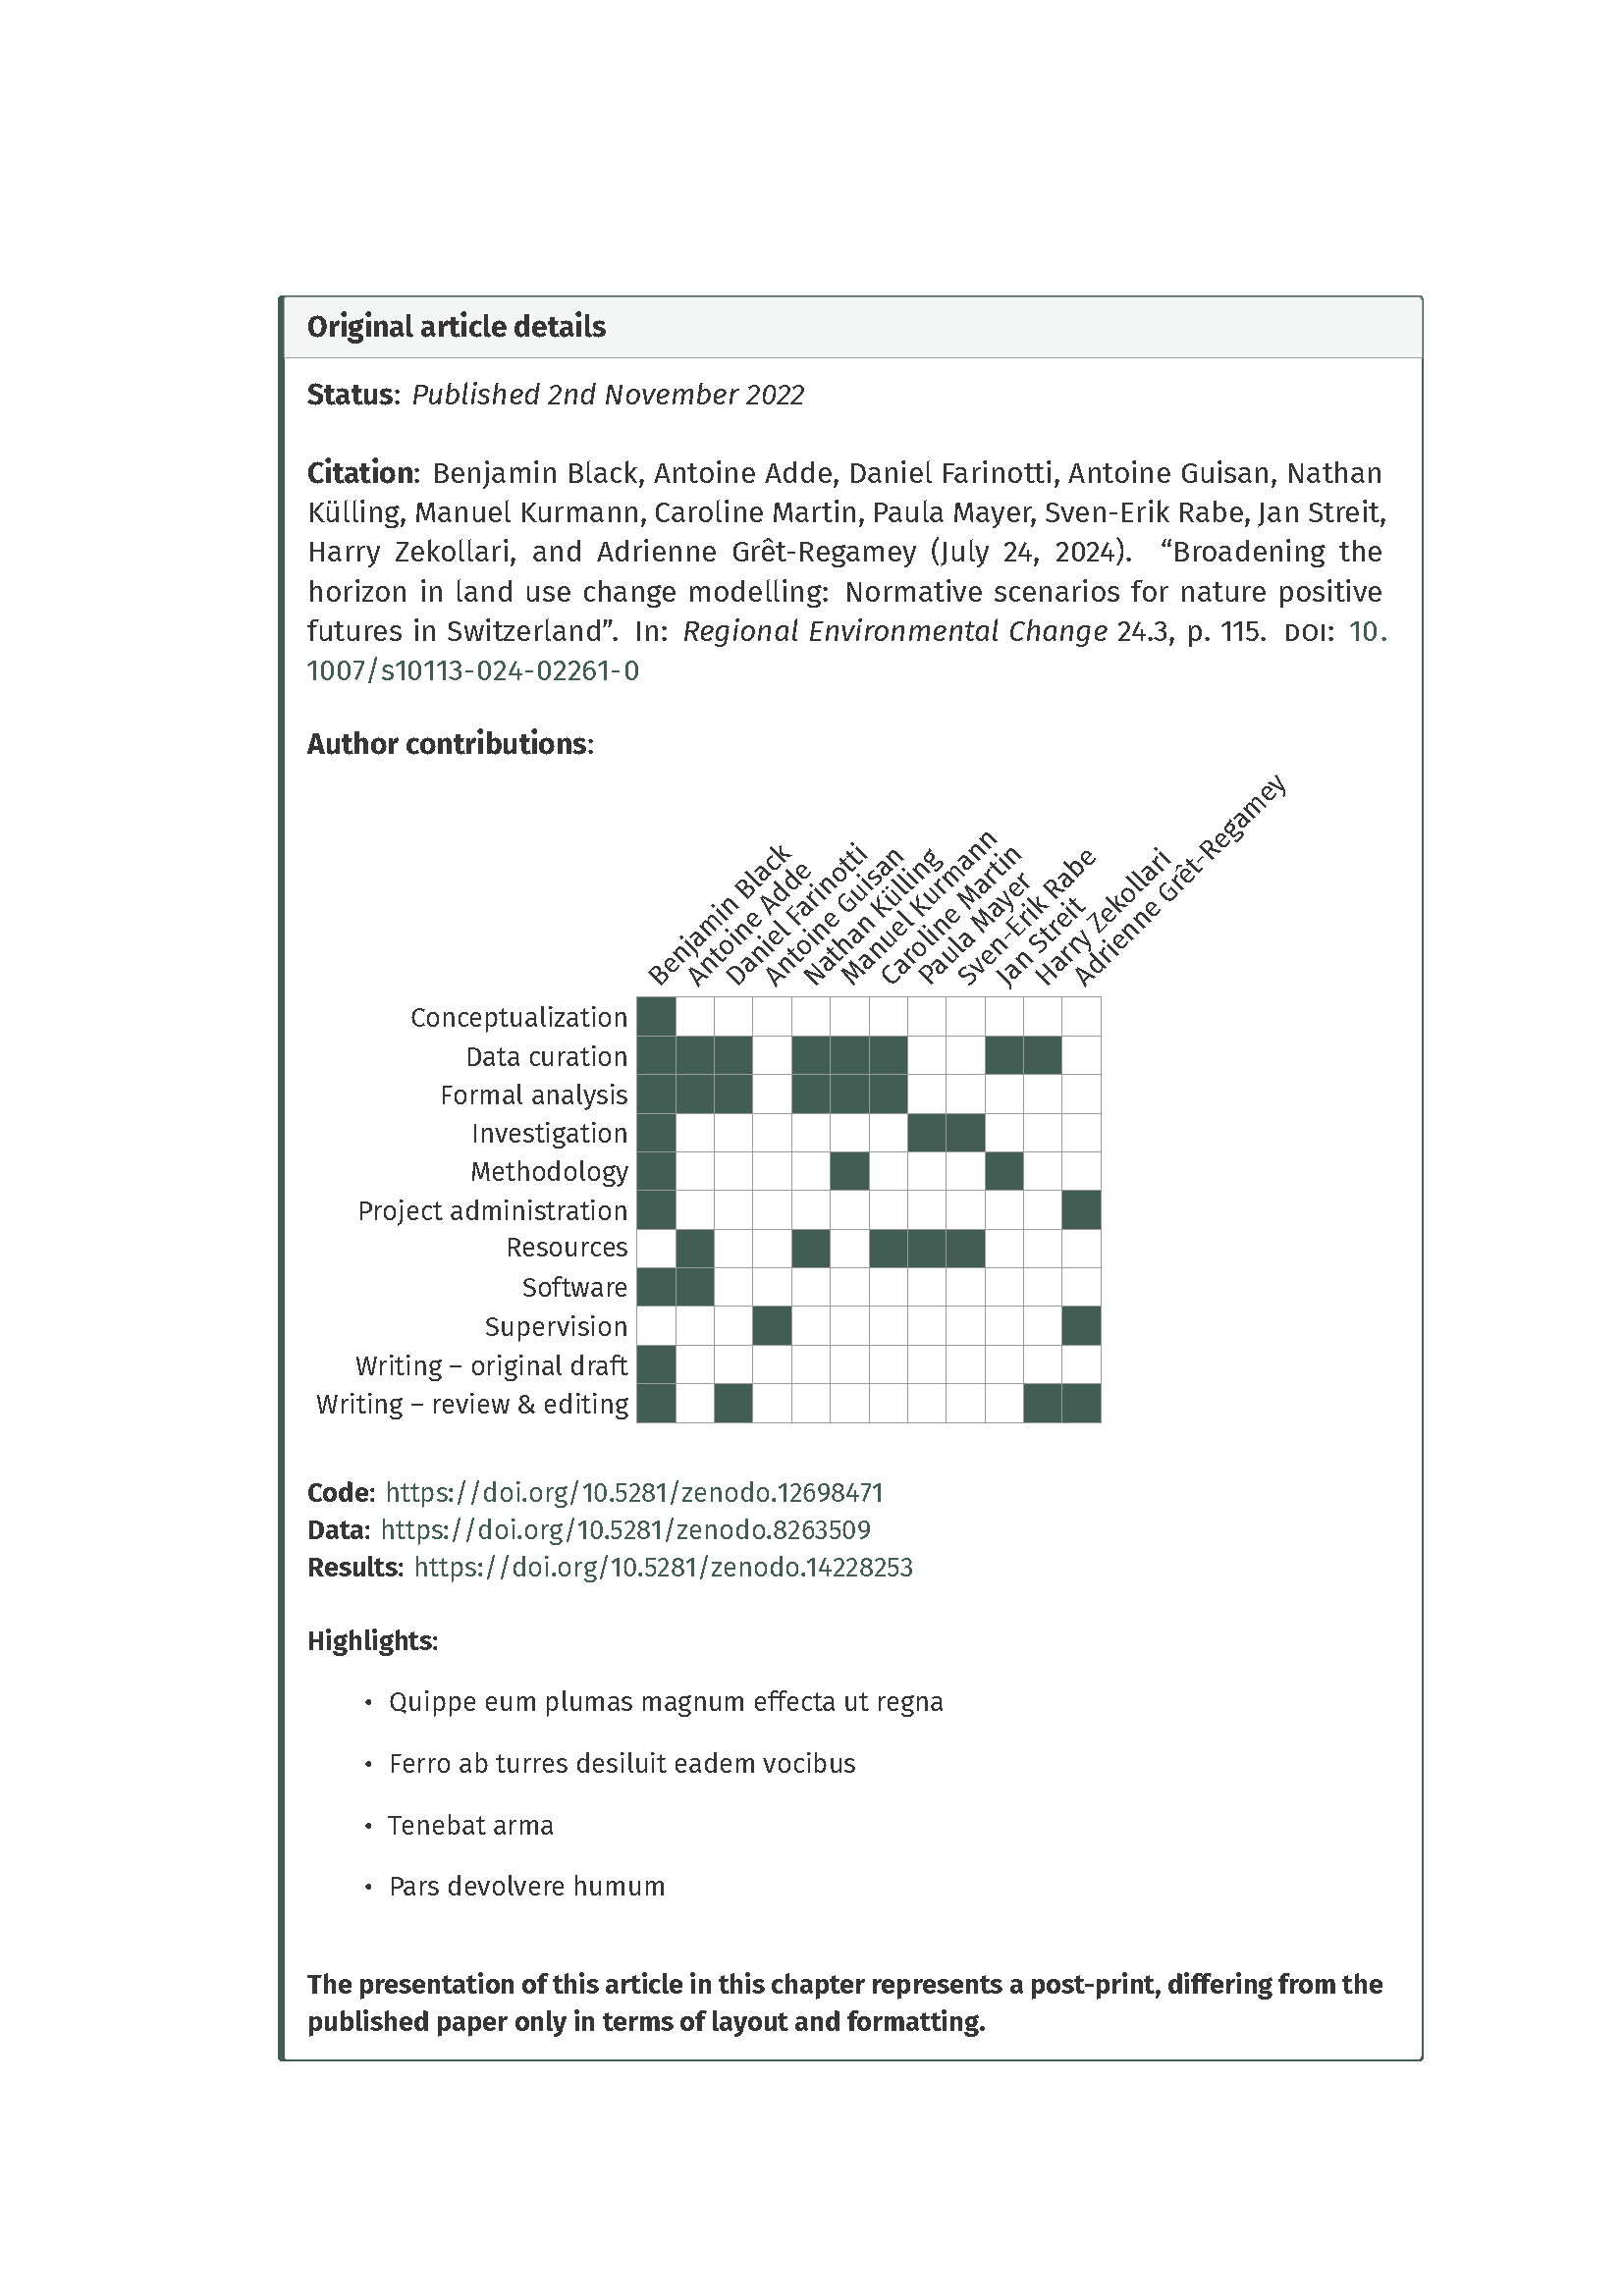 Original article details
Status: Published 2nd November 2022
Citation: Benjamin Black, Antoine Adde, Daniel Farinotti, Antoine Guisan, Nathan
Külling, Manuel Kurmann, Caroline Martin, Paula Mayer, Sven-Erik Rabe, Jan Streit,
Harry Zekollari, and Adrienne Grêt-Regamey (July 24, 2024). “Broadening the
horizon in land use change modelling: Normative scenarios for nature positive
futures in Switzerland”. In: Regional Environmental Change 24.3, p. 115. DOI: 10.
1007/s10113-024-02261-0
Author contributions:
Benjamin Black
Antoine Adde
Daniel Farinotti
Antoine Guisan
Nathan Külling
Manuel Kurmann
Caroline Martin
Paula Mayer
Sven-Erik Rabe
Jan Streit
Harry Zekollari
Adrienne Grêt-Regamey
Conceptualization
Data curation
Formal analysis
Investigation
Methodology
Project administration
Resources
Software
Supervision
Writing – original draft
Writing – review & editing
Code: https://doi.org/10.5281/zenodo.12698471
Data: https://doi.org/10.5281/zenodo.8263509
Results: https://doi.org/10.5281/zenodo.14228253
Highlights:
• Quippe eum plumas magnum effecta ut regna
• Ferro ab turres desiluit eadem vocibus
• Tenebat arma
• Pars devolvere humum
The presentation of this article in this chapter represents a post-print, differing from the
published paper only in terms of layout and formatting.